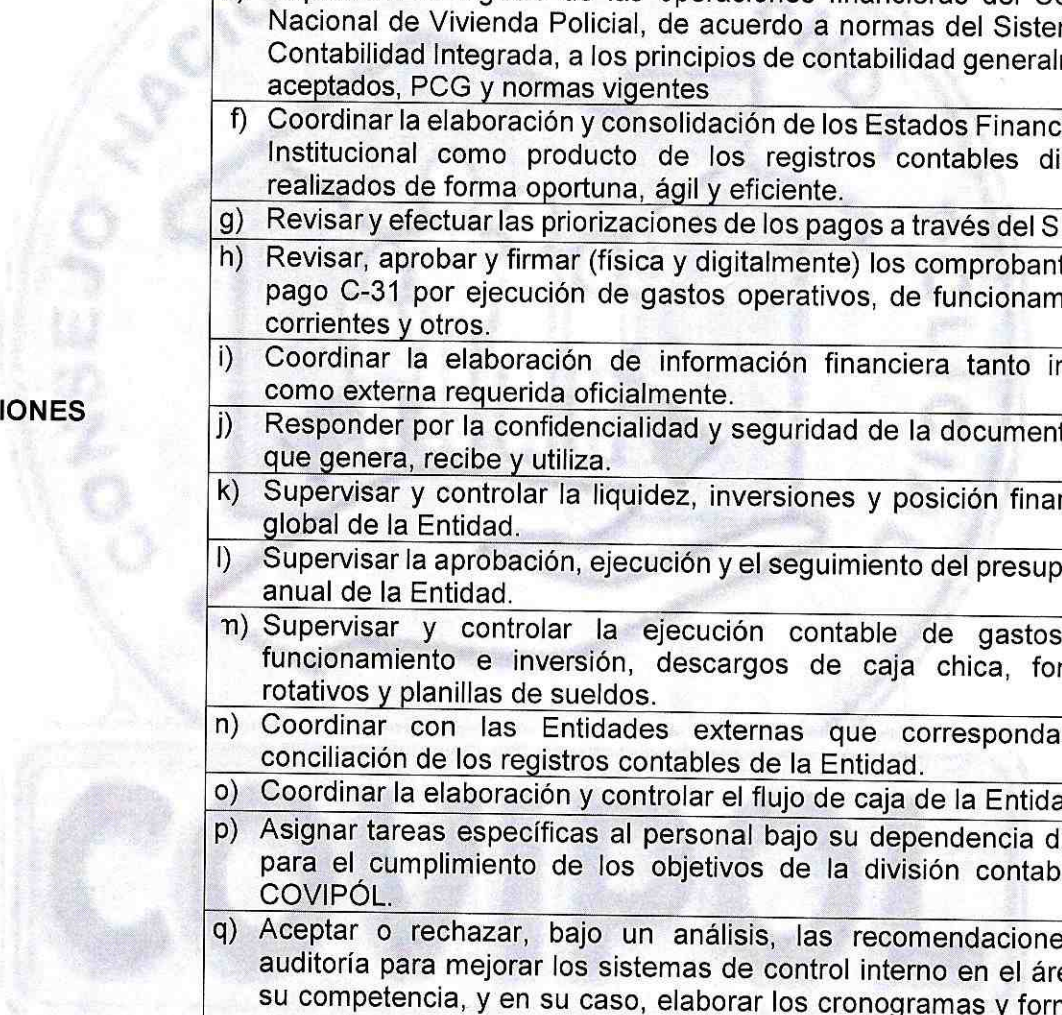 Nacional de Vivienda Policial, de acuerdo a normas del Sistem
Contabilidad Integrada, a los principios de contabilidad general
aceptados, PCG y normas vigentes
f) Coordinar la elaboración y consolidación de los Estados Financ
Institucional como producto de los registros contables di
realizados de forma oportuna, ágil y eficiente.
g) Revisar y efectuar las priorizaciones de los pagos a través del S
h) Revisar, aprobar y firmar (física y digitalmente) los comprobant
pago C-31 por ejecución de gastos operativos, de funcionam
corrientes y otros.
i) Coordinar la elaboración de información financiera tanto in
como externa requerida oficialmente.
IONES
j) Responder por la confidencialidad y seguridad de la document
que genera, recibe y utiliza.
k) Supervisar y controlar la liquidez, inversiones y posición finan
global de la Entidad.
l) Supervisar la aprobación, ejecución y el seguimiento del presup
anual de la Entidad.
m) Supervisar y controlar la ejecución contable de gastos
funcionamiento e inversión, descargos de caja chica, fon
rotativos y planillas de sueldos.
n) Coordinar con las Entidades externas que corresponda
conciliación de los registros contables de la Entidad.
o) Coordinar la elaboración y controlar el flujo de caja de la Entida
p) Asignar tareas específicas al personal bajo su dependencia d
para el cumplimiento de los objetivos de la división contab
COVIPÓL.
q) Aceptar o rechazar, bajo un análisis, las recomendacione
auditoría para mejorar los sistemas de control interno en el áre
su competencia, y en su caso, elaborar los cronogramas y form
CONSEJO NACIO
COVIPOL